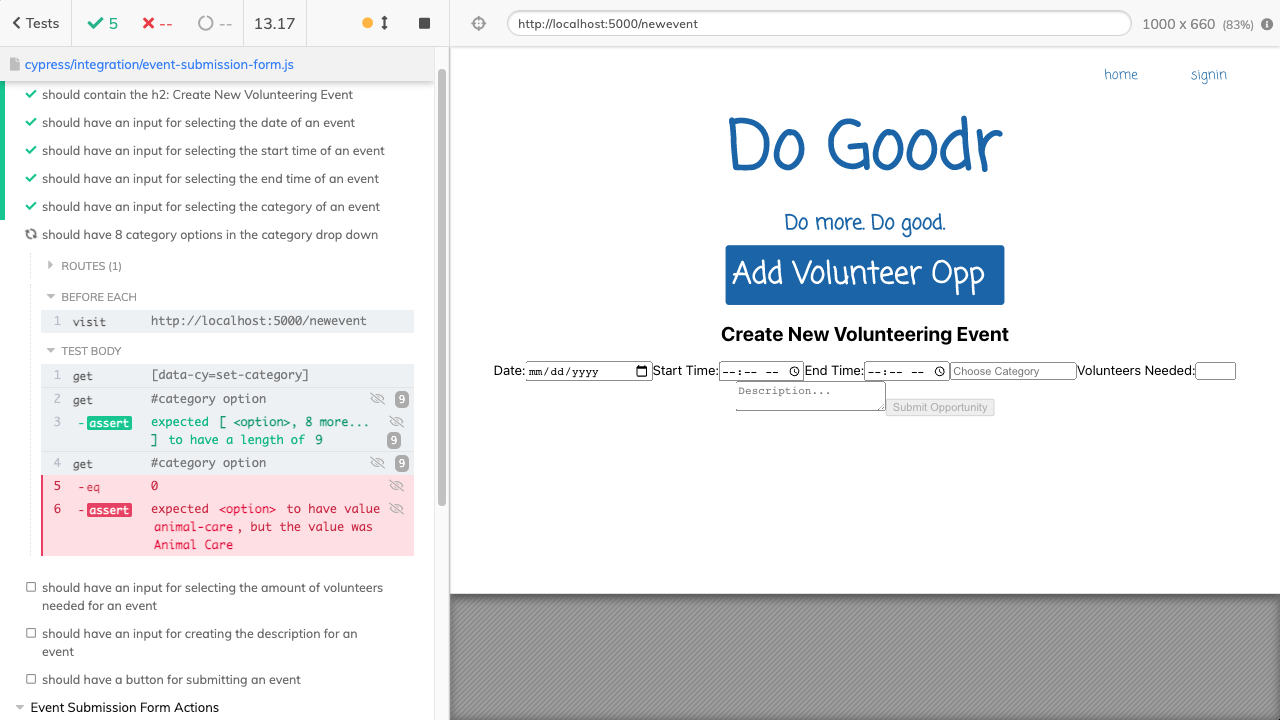 Tests
5
--
--
13.17
http://localhost:5000/newevent
1000 x 660 (83%)
cypress/integration/event-submission-form.js
should contain the h2: Create New Volunteering Event
should have an input for selecting the date of an event
should have an input for selecting the start time of an event
should have an input for selecting the end time of an event
should have an input for selecting the category of an event
should have 8 category options in the category drop down
ROUTES (1)
BEFORE EACH
1 visit http://localhost:5000/newevent
TEST BODY
1 get [data-cy=set-category]
2 get #category option 9
3 -assert expected [ <option>, 8 more...
] to have a length of 9 9
4 get #category option 9
5 -eq 0
6 -assert expected <option> to have value
animal-care, but the value was
Animal Care
should have an input for selecting the amount of volunteers
needed for an event
should have an input for creating the description for an
event
should have a button for submitting an event
Event Submission Form Actions
home signin
Do Goodr
Do more. Do good.
Add Volunteer Opp
Create New Volunteering Event
Date: mm/dd/yyyy Start Time: --:-- -- End Time: --:-- -- Choose Category Volunteers Needed:
Description... Submit Opportunity